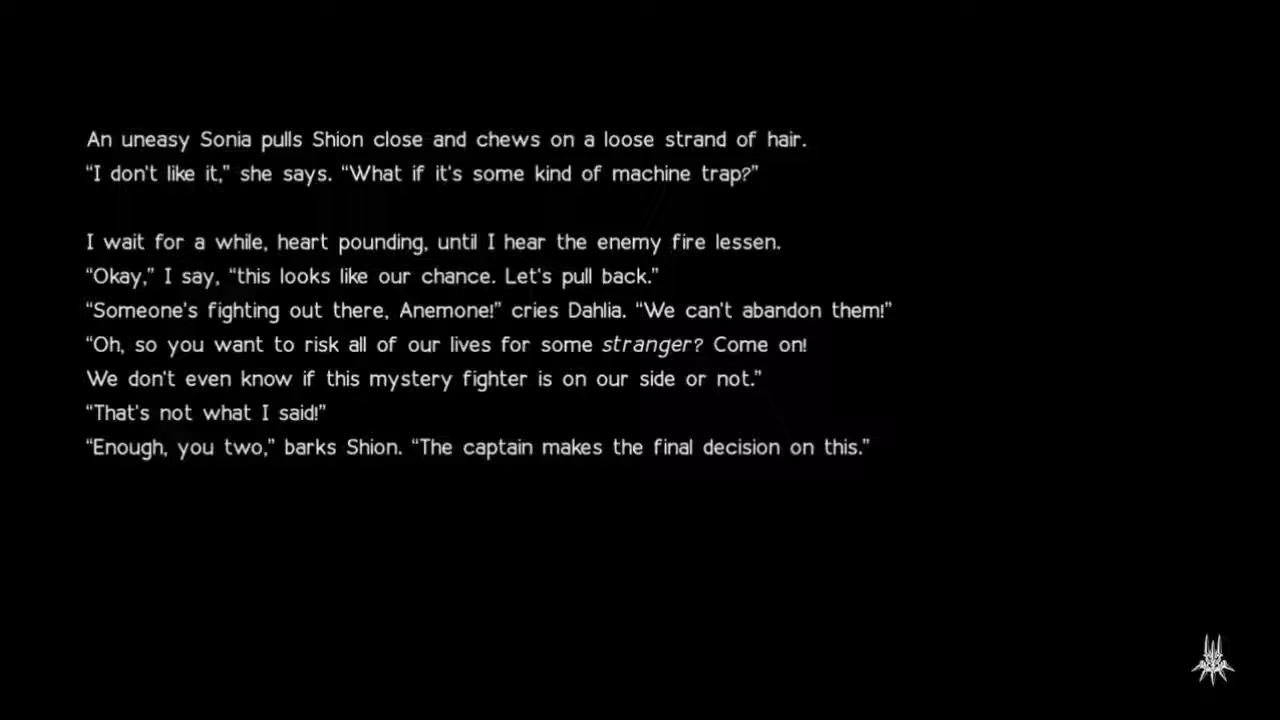 An uneasy Sonia pulls Shion close and chews on a loose strand of hair.
“I don't like it,” she says. “What if it's some kind of machine trap?”
I wait for a while, heart pounding, until I hear the enemy fire lessen.
“Okay,” I say, “this looks like our chance. Let's pull back.”
“Someone's fighting out there, Anemone!” cries Dahlia. “We can't abandon them!”
“Oh, so you want to risk all of our lives for some stranger? Come on!
We don't even know if this mystery fighter is on our side or not.”
“That's not what I said!”
“Enough, you two,” barks Shion. “The captain makes the final decision on this.”